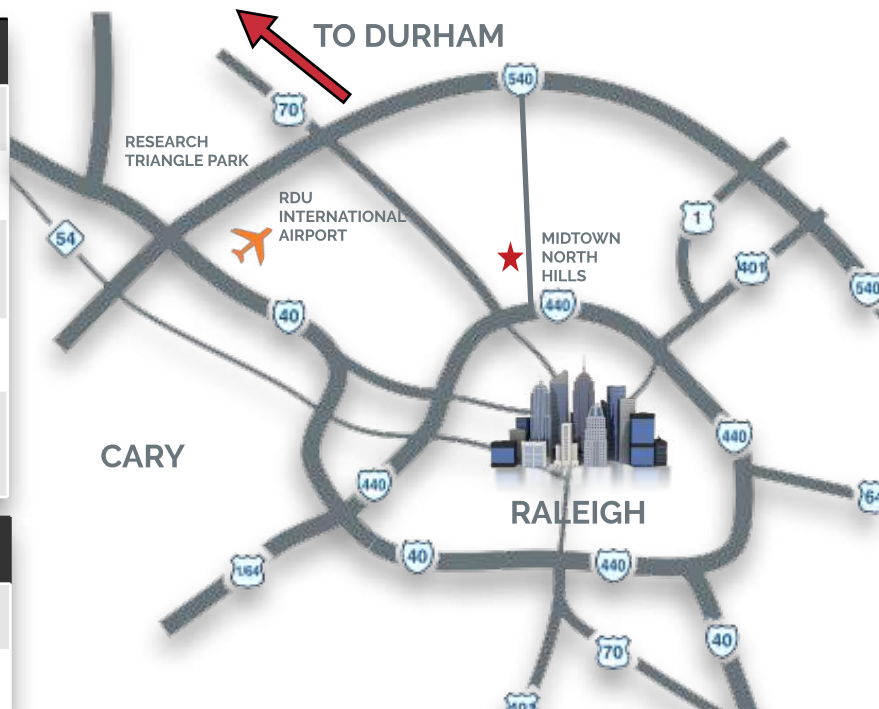 TO DURHAM
540
70
RESEARCH
TRIANGLE PARK
RDU
INTERNATIONAL
AIRPORT
1
54
MIDTOWN
NORTH
HILLS
401
540
440
40
440
CARY
440
RALEIGH
40
440
1/64
70
40